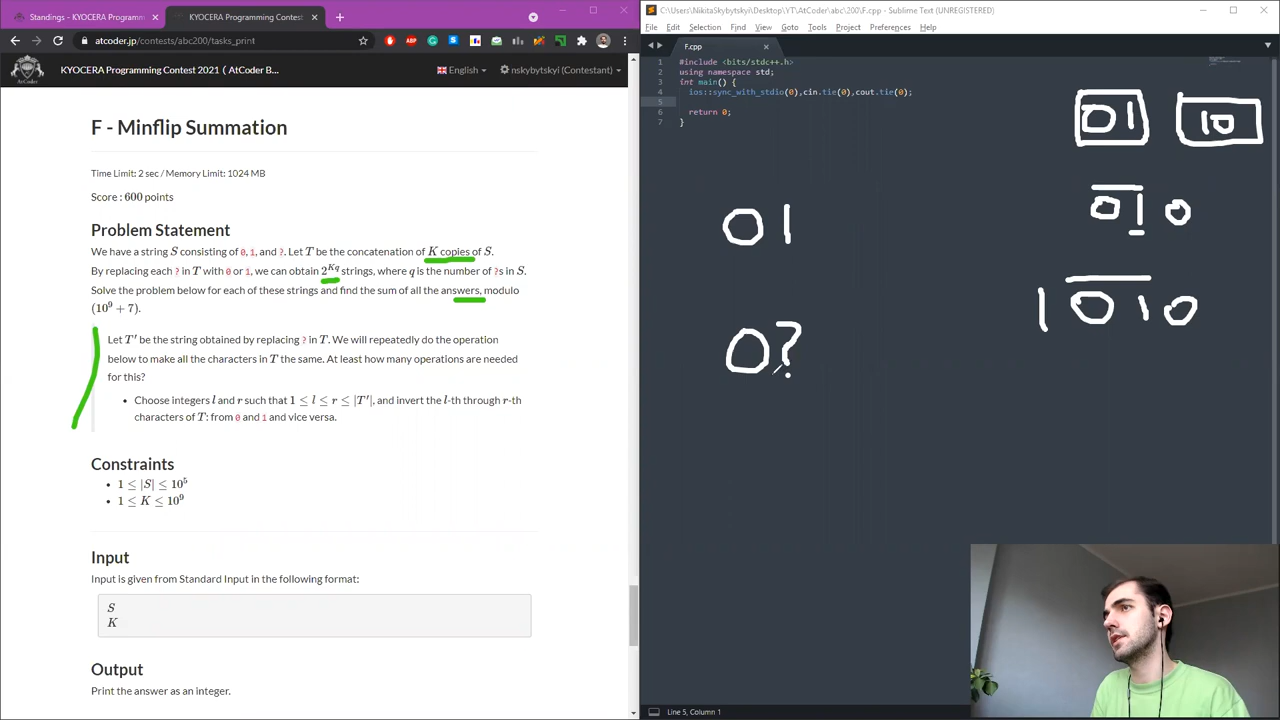 Standings - KYOCERA Programm
KYOCERA Programming Contest
atcoder.jp/contests/abc200/tasks_print
KYOCERA Programming Contest 2021 ( AtCoder B...
English
nskybytskyi (Contestant)
F - Minflip Summation
Time Limit: 2 sec / Memory Limit: 1024 MB
Score : 600 points
Problem Statement
We have a string S consisting of 0, 1, and ?. Let T be the concatenation of K copies of S.
By replacing each ? in T with 0 or 1, we can obtain 2^{Kq} strings, where q is the number of ?s in S.
Solve the problem below for each of these strings and find the sum of all the answers, modulo
(10^9 + 7).
Let T′ be the string obtained by replacing ? in T. We will repeatedly do the operation
below to make all the characters in T the same. At least how many operations are needed
for this?
Choose integers l and r such that 1 ≤ l ≤ r ≤ |T′|, and invert the l-th through r-th
characters of T: from 0 and 1 and vice versa.
Constraints
1 ≤ |S| ≤ 10^5
1 ≤ K ≤ 10^9
Input
Input is given from Standard Input in the following format:
S
K
Output
Print the answer as an integer.
C:\Users\NikitaSkybytskyi\Desktop\YT\AtCoder\abc\200\F.cpp - Sublime Text (UNREGISTERED)
File Edit Selection Find View Goto Tools Project Preferences Help
F.cpp
1 #include <bits/stdc++.h>
2 using namespace std;
3 int main() {
4 ios::sync_with_stdio(0),cin.tie(0),cout.tie(0);
5
6 return 0;
7 }
01 10
01 010
0? 1010
Line 5, Column 1